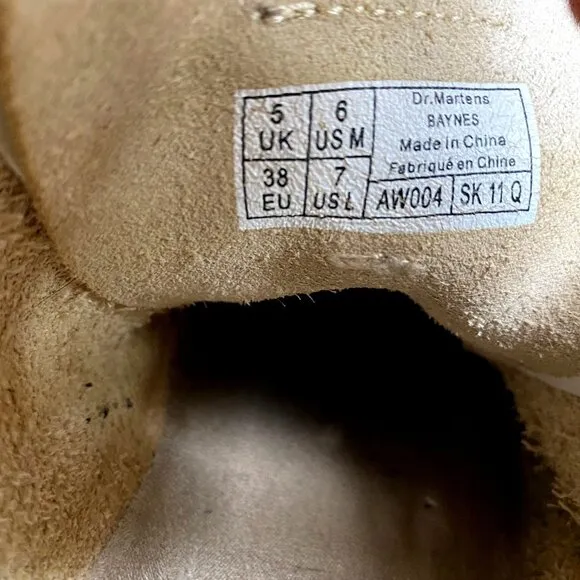 5 UK
6 US M
38 EU
7 US L
Dr.Martens
BAYNES
Made in China
Fabriqué en Chine
AW004 SK 11 Q